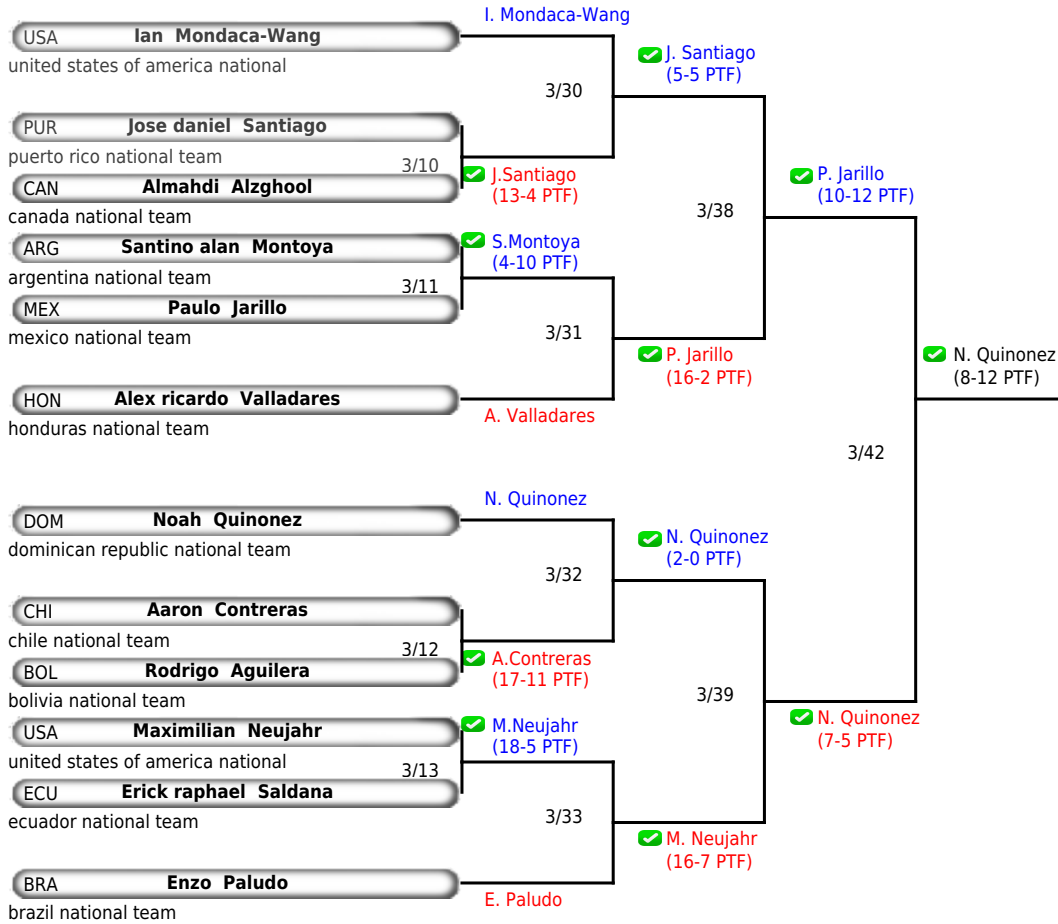 I. Mondaca-Wang
USA Ian Mondaca-Wang
united states of america national
J. Santiago
(5-5 PTF)
3/30
PUR Jose daniel Santiago
puerto rico national team
3/10
J.Santiago
(13-4 PTF)
CAN Almahdi Alzghool
canada national team
P. Jarillo
(10-12 PTF)
3/38
ARG Santino alan Montoya
argentina national team
S.Montoya
(4-10 PTF)
3/11
MEX Paulo Jarillo
mexico national team
3/31
P. Jarillo
(16-2 PTF)
N. Quinonez
(8-12 PTF)
HON Alex ricardo Valladares
honduras national team
A. Valladares
3/42
N. Quinonez
DOM Noah Quinonez
dominican republic national team
N. Quinonez
(2-0 PTF)
3/32
CHI Aaron Contreras
chile national team
3/12
A.Contreras
(17-11 PTF)
BOL Rodrigo Aguilera
bolivia national team
3/39
N. Quinonez
(7-5 PTF)
USA Maximilian Neujahr
united states of america national
M.Neujahr
(18-5 PTF)
3/13
ECU Erick raphael Saldana
ecuador national team
3/33
M. Neujahr
(16-7 PTF)
BRA Enzo Paludo
brazil national team
E. Paludo